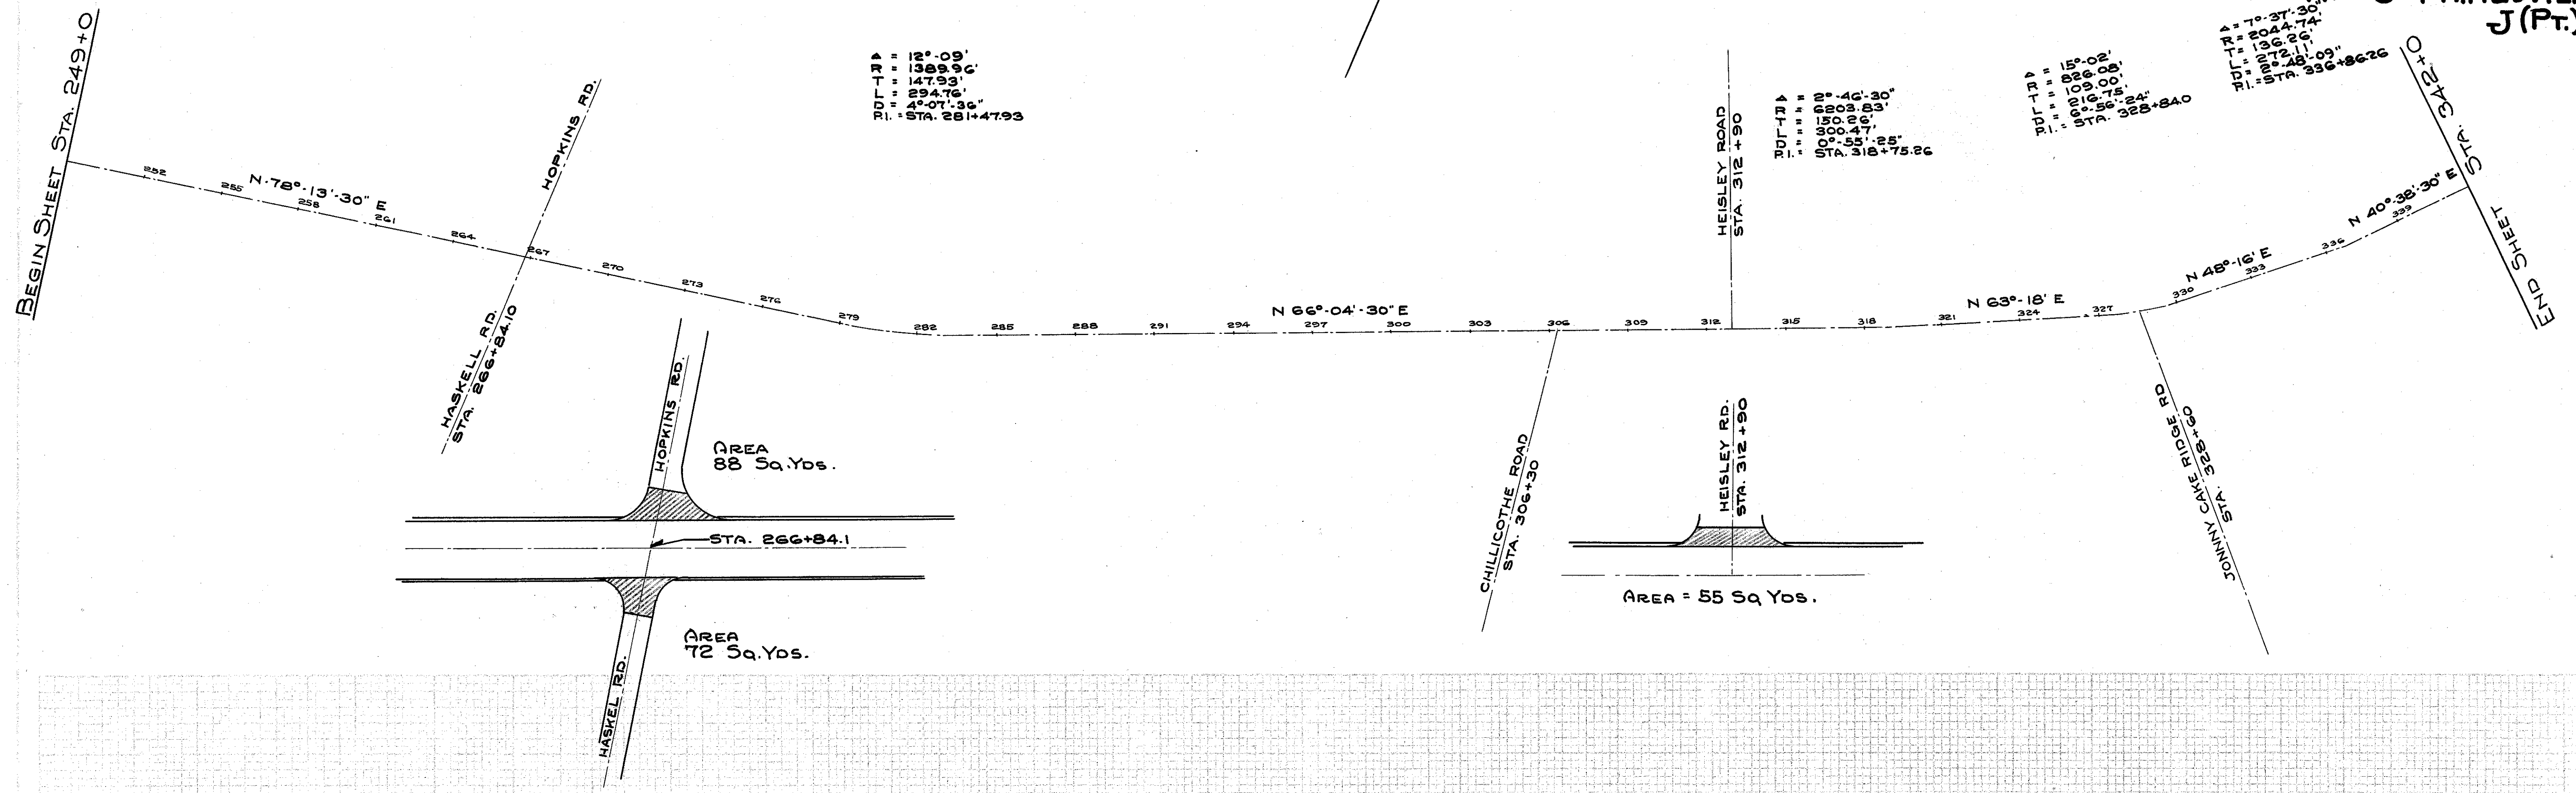 BEGIN SHEET STA. 249+0
Δ = 12°-09'
R = 1389.96'
T = 147.93'
L = 294.76'
D = 4°-07'-36"
P.I. = STA. 281+47.93
HOPKINS RD.
HASKELL RD.
STA. 266+84.10
N-78°-13'-30" E
252
255
258
261
264
267
270
273
276
279
282
285
288
291
294
297
300
303
306
309
312
315
318
321
324
327
330
333
336
339
N 66°-04'-30" E
HEISLEY ROAD
STA. 312+90
Δ = 2°-46'-30"
R = 6203.83'
T = 150.26'
L = 300.47'
D = 0°-55'-25"
P.I. = STA. 318+75.26
Δ = 15°-02'
R = 826.08'
T = 109.00'
L = 216.75'
D = 6°-56'-24"
P.I. = STA. 328+84.0
Δ = 7°-37'-30"
R = 2044.74'
T = 136.26'
L = 272.11'
D = 2°-48'-09"
P.I. = STA. 336+86.26
J (PT.)
N 63°-18' E
N 48°-16' E
N 40°-38'-30" E
END SHEET STA. 342+0
CHILLICOTHE ROAD
STA. 306+30
JONNNY CAKE RIDGE RD
STA. 328+60
HOPKINS RD.
AREA
88 SQ.YDS.
STA. 266+84.1
AREA
72 SQ.YDS.
HASKEL RD.
HEISLEY RD.
STA. 312+90
AREA = 55 SQ YDS.